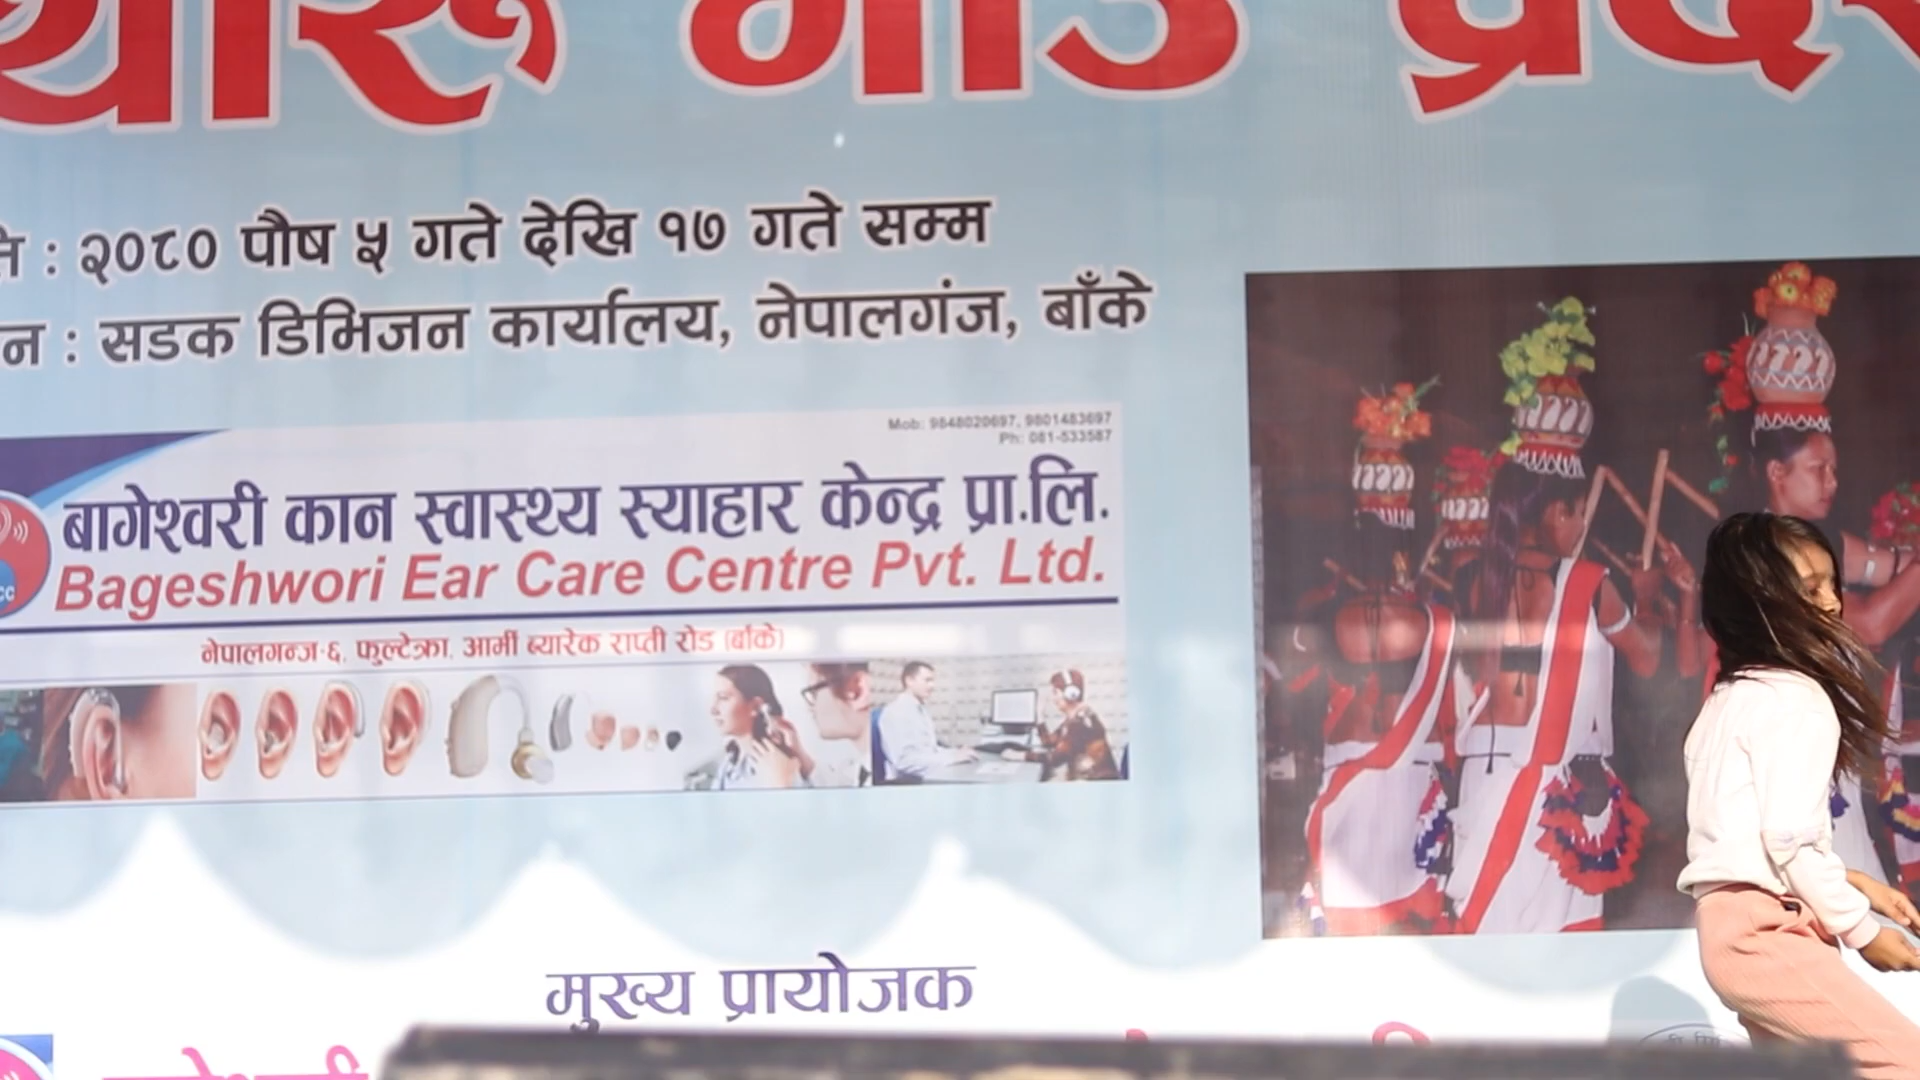 थारू गाउँ
ति : २०८० पौष ५ गते देखि १७ गते सम्म
न : सडक डिभिजन कार्यालय, नेपालगंज, बाँके
Mob: 9848020697, 9801483697
Ph: 081-533587
बागेश्वरी कान स्वास्थ्य स्याहार केन्द्र प्रा.लि.
Bageshwori Ear Care Centre Pvt. Ltd.
नेपालगन्ज-६, फुल्टेक्रा, आर्मी ब्यारेक राप्ती रोड (बाँके)
मुख्य प्रायोजक